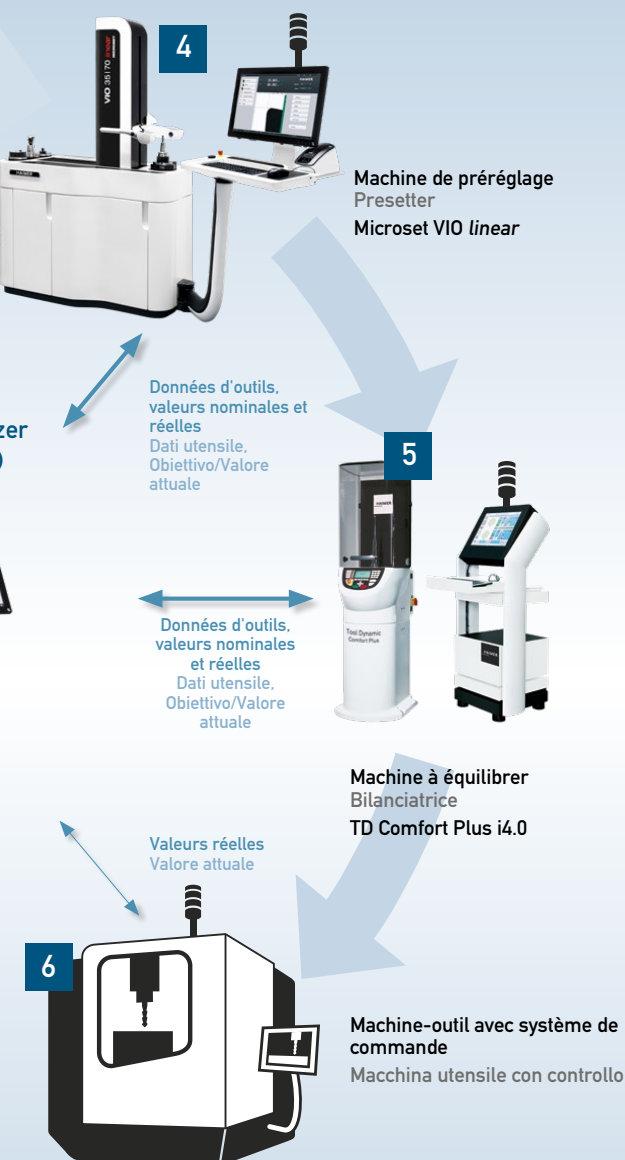 4
VIO 35|70 linear
Machine de préréglage
Presetter
Microset VIO linear
Données d'outils,
valeurs nominales et
réelles
Dati utensile,
Obiettivo/Valore
attuale
zer
)
5
Tool Dynamic
Comfort Plus
Données d'outils,
valeurs nominales
et réelles
Dati utensile,
Obiettivo/Valore
attuale
Machine à équilibrer
Bilanciatrice
TD Comfort Plus i4.0
Valeurs réelles
Valore attuale
6
Machine-outil avec système de
commande
Macchina utensile con controllo